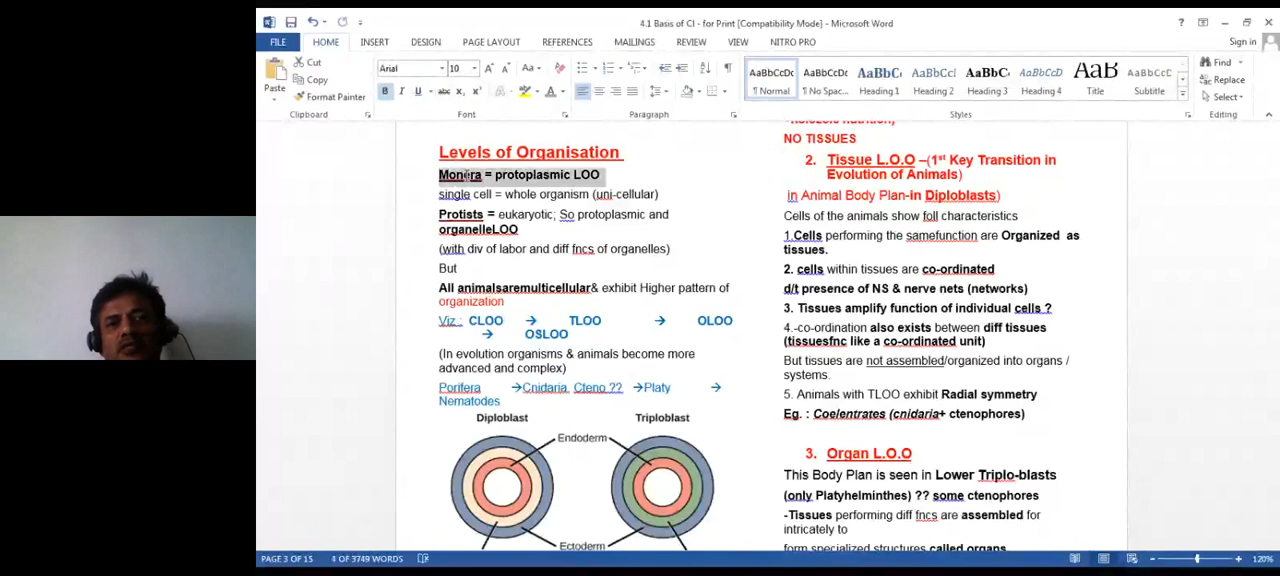 4.1 Basis of Cl - for Print [Compatibility Mode] - Microsoft Word
FILE
HOME
INSERT
DESIGN
PAGE LAYOUT
REFERENCES
MAILINGS
REVIEW
VIEW
NITRO PRO
Sign in
Paste
Cut
Copy
Format Painter
Clipboard
Arial
10
Font
Paragraph
AaBbCcDc
¶ Normal
AaBbCcDc
¶ No Spac...
AaBbCc
Heading 1
AaBbCcI
Heading 2
AaBbCc
Heading 3
AaBbCcDc
Heading 4
AaB
Title
AaBbCcDc
Subtitle
Styles
Find
Replace
Select
Editing
Levels of Organisation
Monera = protoplasmic LOO
single cell = whole organism (uni-cellular)
Protists = eukaryotic; So protoplasmic and
organelleLOO
(with div of labor and diff fncs of organelles)
But
All animalsaremulticellular& exhibit Higher pattern of
organization
Viz : CLOO → TLOO → OLOO
→ OSLOO
(In evolution organisms & animals become more
advanced and complex)
Porifera →Cnidaria, Cteno ?? →Platy →
Nematodes
Diploblast
Triploblast
Endoderm
Ectoderm
NO TISSUES
2. Tissue L.O.O –(1st Key Transition in
Evolution of Animals)
in Animal Body Plan-in Diploblasts)
Cells of the animals show foll characteristics
1.Cells performing the samefunction are Organized as
tissues.
2. cells within tissues are co-ordinated
d/t presence of NS & nerve nets (networks)
3. Tissues amplify function of individual cells ?
4.-co-ordination also exists between diff tissues
(tissuesfnc like a co-ordinated unit)
But tissues are not assembled/organized into organs /
systems.
5. Animals with TLOO exhibit Radial symmetry
Eg. : Coelentrates (cnidaria+ ctenophores)
3. Organ L.O.O
This Body Plan is seen in Lower Triplo-blasts
(only Platyhelminthes) ?? some ctenophores
-Tissues performing diff fncs are assembled for
intricately to
form specialized structures called organs
PAGE 3 OF 15
4 OF 3749 WORDS
120%